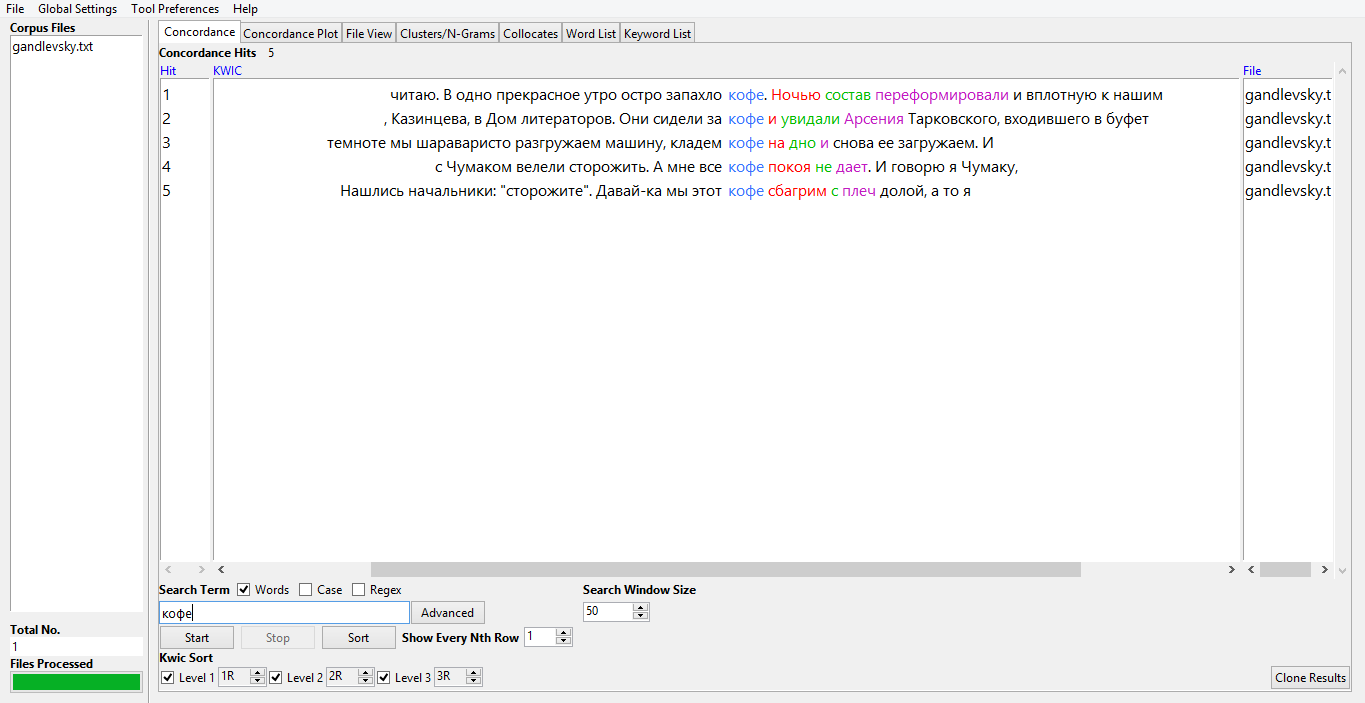 File Global Settings Tool Preferences Help
Corpus Files
gandlevsky.txt
Concordance Concordance Plot File View Clusters/N-Grams Collocates Word List Keyword List
Concordance Hits 5
Hit KWIC File
1 читаю. В одно прекрасное утро остро запахло кофе. Ночью состав переформировали и вплотную к нашим gandlevsky.t
2 , Казинцева, в Дом литераторов. Они сидели за кофе и увидали Арсения Тарковского, входившего в буфет gandlevsky.t
3 темноте мы шараваристо разгружаем машину, кладем кофе на дно и снова ее загружаем. И gandlevsky.t
4 с Чумаком велели сторожить. А мне все кофе покоя не дает. И говорю я Чумаку, gandlevsky.t
5 Нашлись начальники: "сторожите". Давай-ка мы этот кофе сбагрим с плеч долой, а то я gandlevsky.t
Search Term Words Case Regex Search Window Size
кофе Advanced 50
Start Stop Sort Show Every Nth Row 1
Kwic Sort
Level 1 1R Level 2 2R Level 3 3R Clone Results
Total No.
1
Files Processed